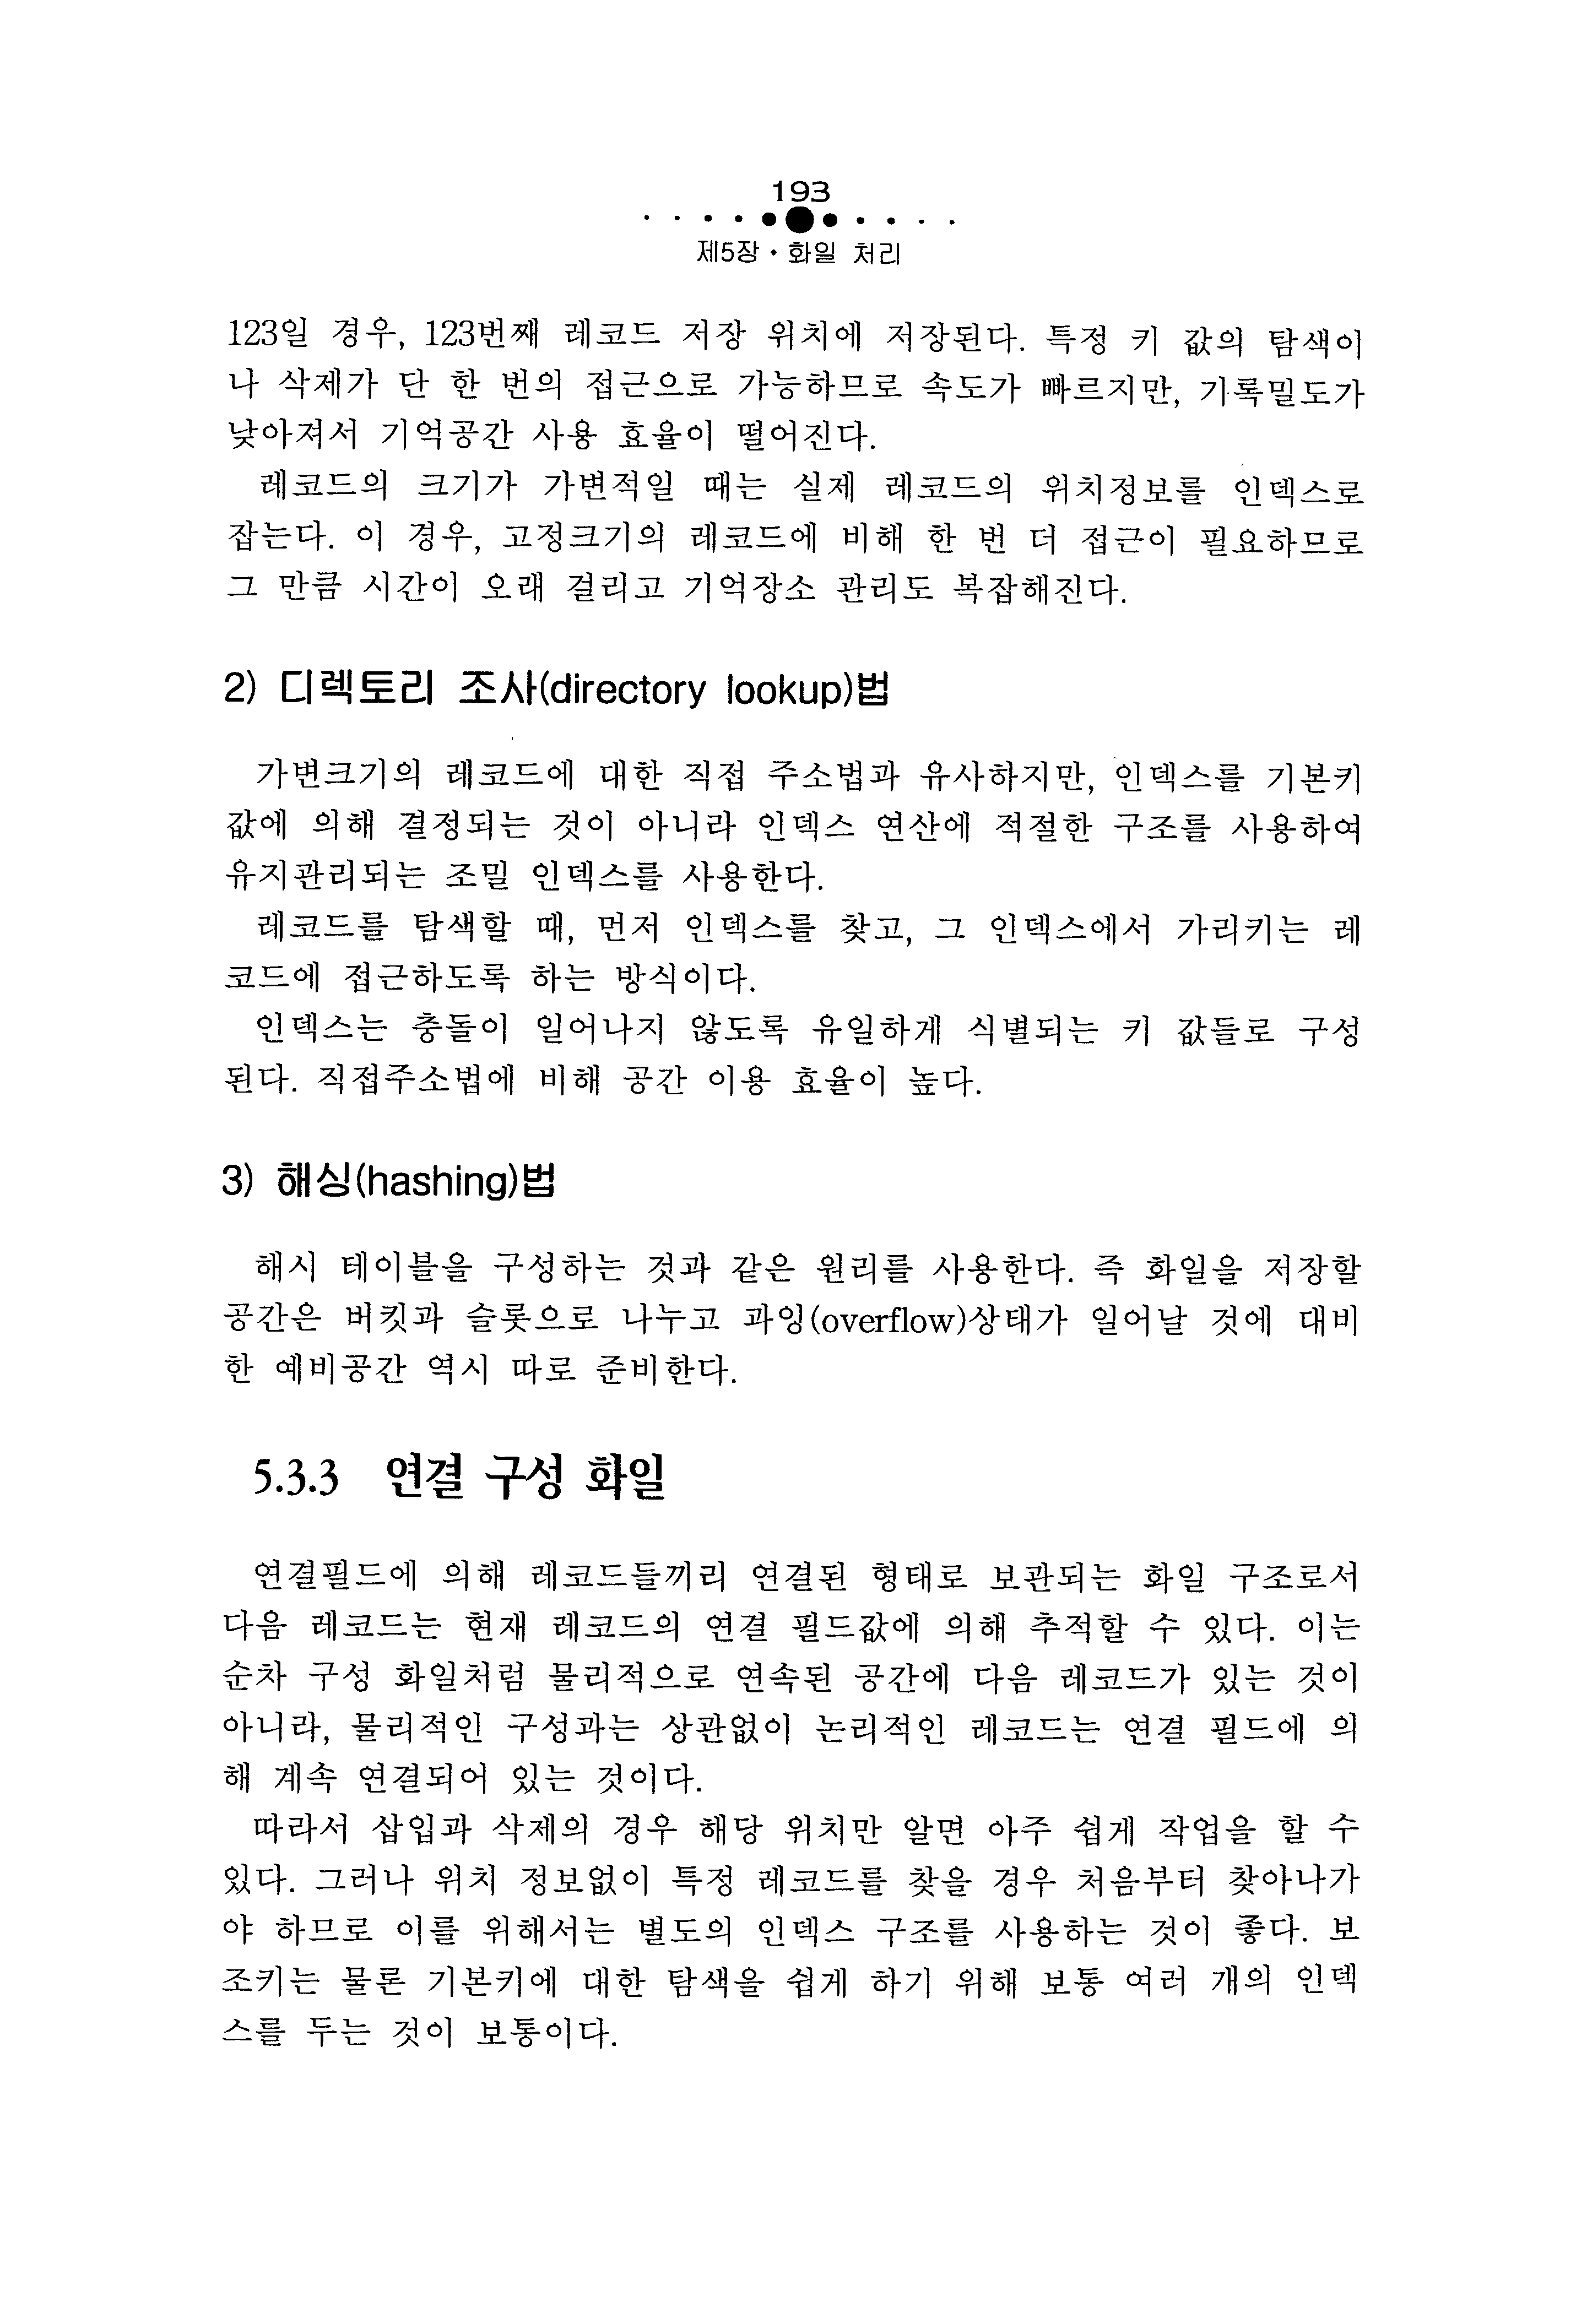 193
제5장 • 화일 처리
123일 경우, 123번째 레코드 저장 위치에 저장된다. 특정 키 값의 탐색이
나 삭제가 단 한 번의 접근으로 가능하므로 속도가 빠르지만, 기록밀도가
낮아져서 기억공간 사용 효율이 떨어진다.
레코드의 크기가 가변적일 때는 실제 레코드의 위치정보를 인덱스로
잡는다. 이 경우, 고정크기의 레코드에 비해 한 번 더 접근이 필요하므로
그 만큼 시간이 오래 걸리고 기억장소 관리도 복잡해진다.
2) 디렉토리 조사(directory lookup)법
가변크기의 레코드에 대한 직접 주소법과 유사하지만, 인덱스를 기본키
값에 의해 결정되는 것이 아니라 인덱스 연산에 적절한 구조를 사용하여
유지관리되는 조밀 인덱스를 사용한다.
레코드를 탐색할 때, 먼저 인덱스를 찾고, 그 인덱스에서 가리키는 레
코드에 접근하도록 하는 방식이다.
인덱스는 충돌이 일어나지 않도록 유일하게 식별되는 키 값들로 구성
된다. 직접주소법에 비해 공간 이용 효율이 높다.
3) 해싱(hashing)법
해시 테이블을 구성하는 것과 같은 원리를 사용한다. 즉 화일을 저장할
공간은 버킷과 슬롯으로 나누고 과잉(overflow)상태가 일어날 것에 대비
한 예비공간 역시 따로 준비한다.
5.3.3 연결 구성 화일
연결필드에 의해 레코드들끼리 연결된 형태로 보관되는 화일 구조로서
다음 레코드는 현재 레코드의 연결 필드값에 의해 추적할 수 있다. 이는
순차 구성 화일처럼 물리적으로 연속된 공간에 다음 레코드가 있는 것이
아니라, 물리적인 구성과는 상관없이 논리적인 레코드는 연결 필드에 의
해 계속 연결되어 있는 것이다.
따라서 삽입과 삭제의 경우 해당 위치만 알면 아주 쉽게 작업을 할 수
있다. 그러나 위치 정보없이 특정 레코드를 찾을 경우 처음부터 찾아나가
야 하므로 이를 위해서는 별도의 인덱스 구조를 사용하는 것이 좋다. 보
조키는 물론 기본키에 대한 탐색을 쉽게 하기 위해 보통 여러 개의 인덱
스를 두는 것이 보통이다.